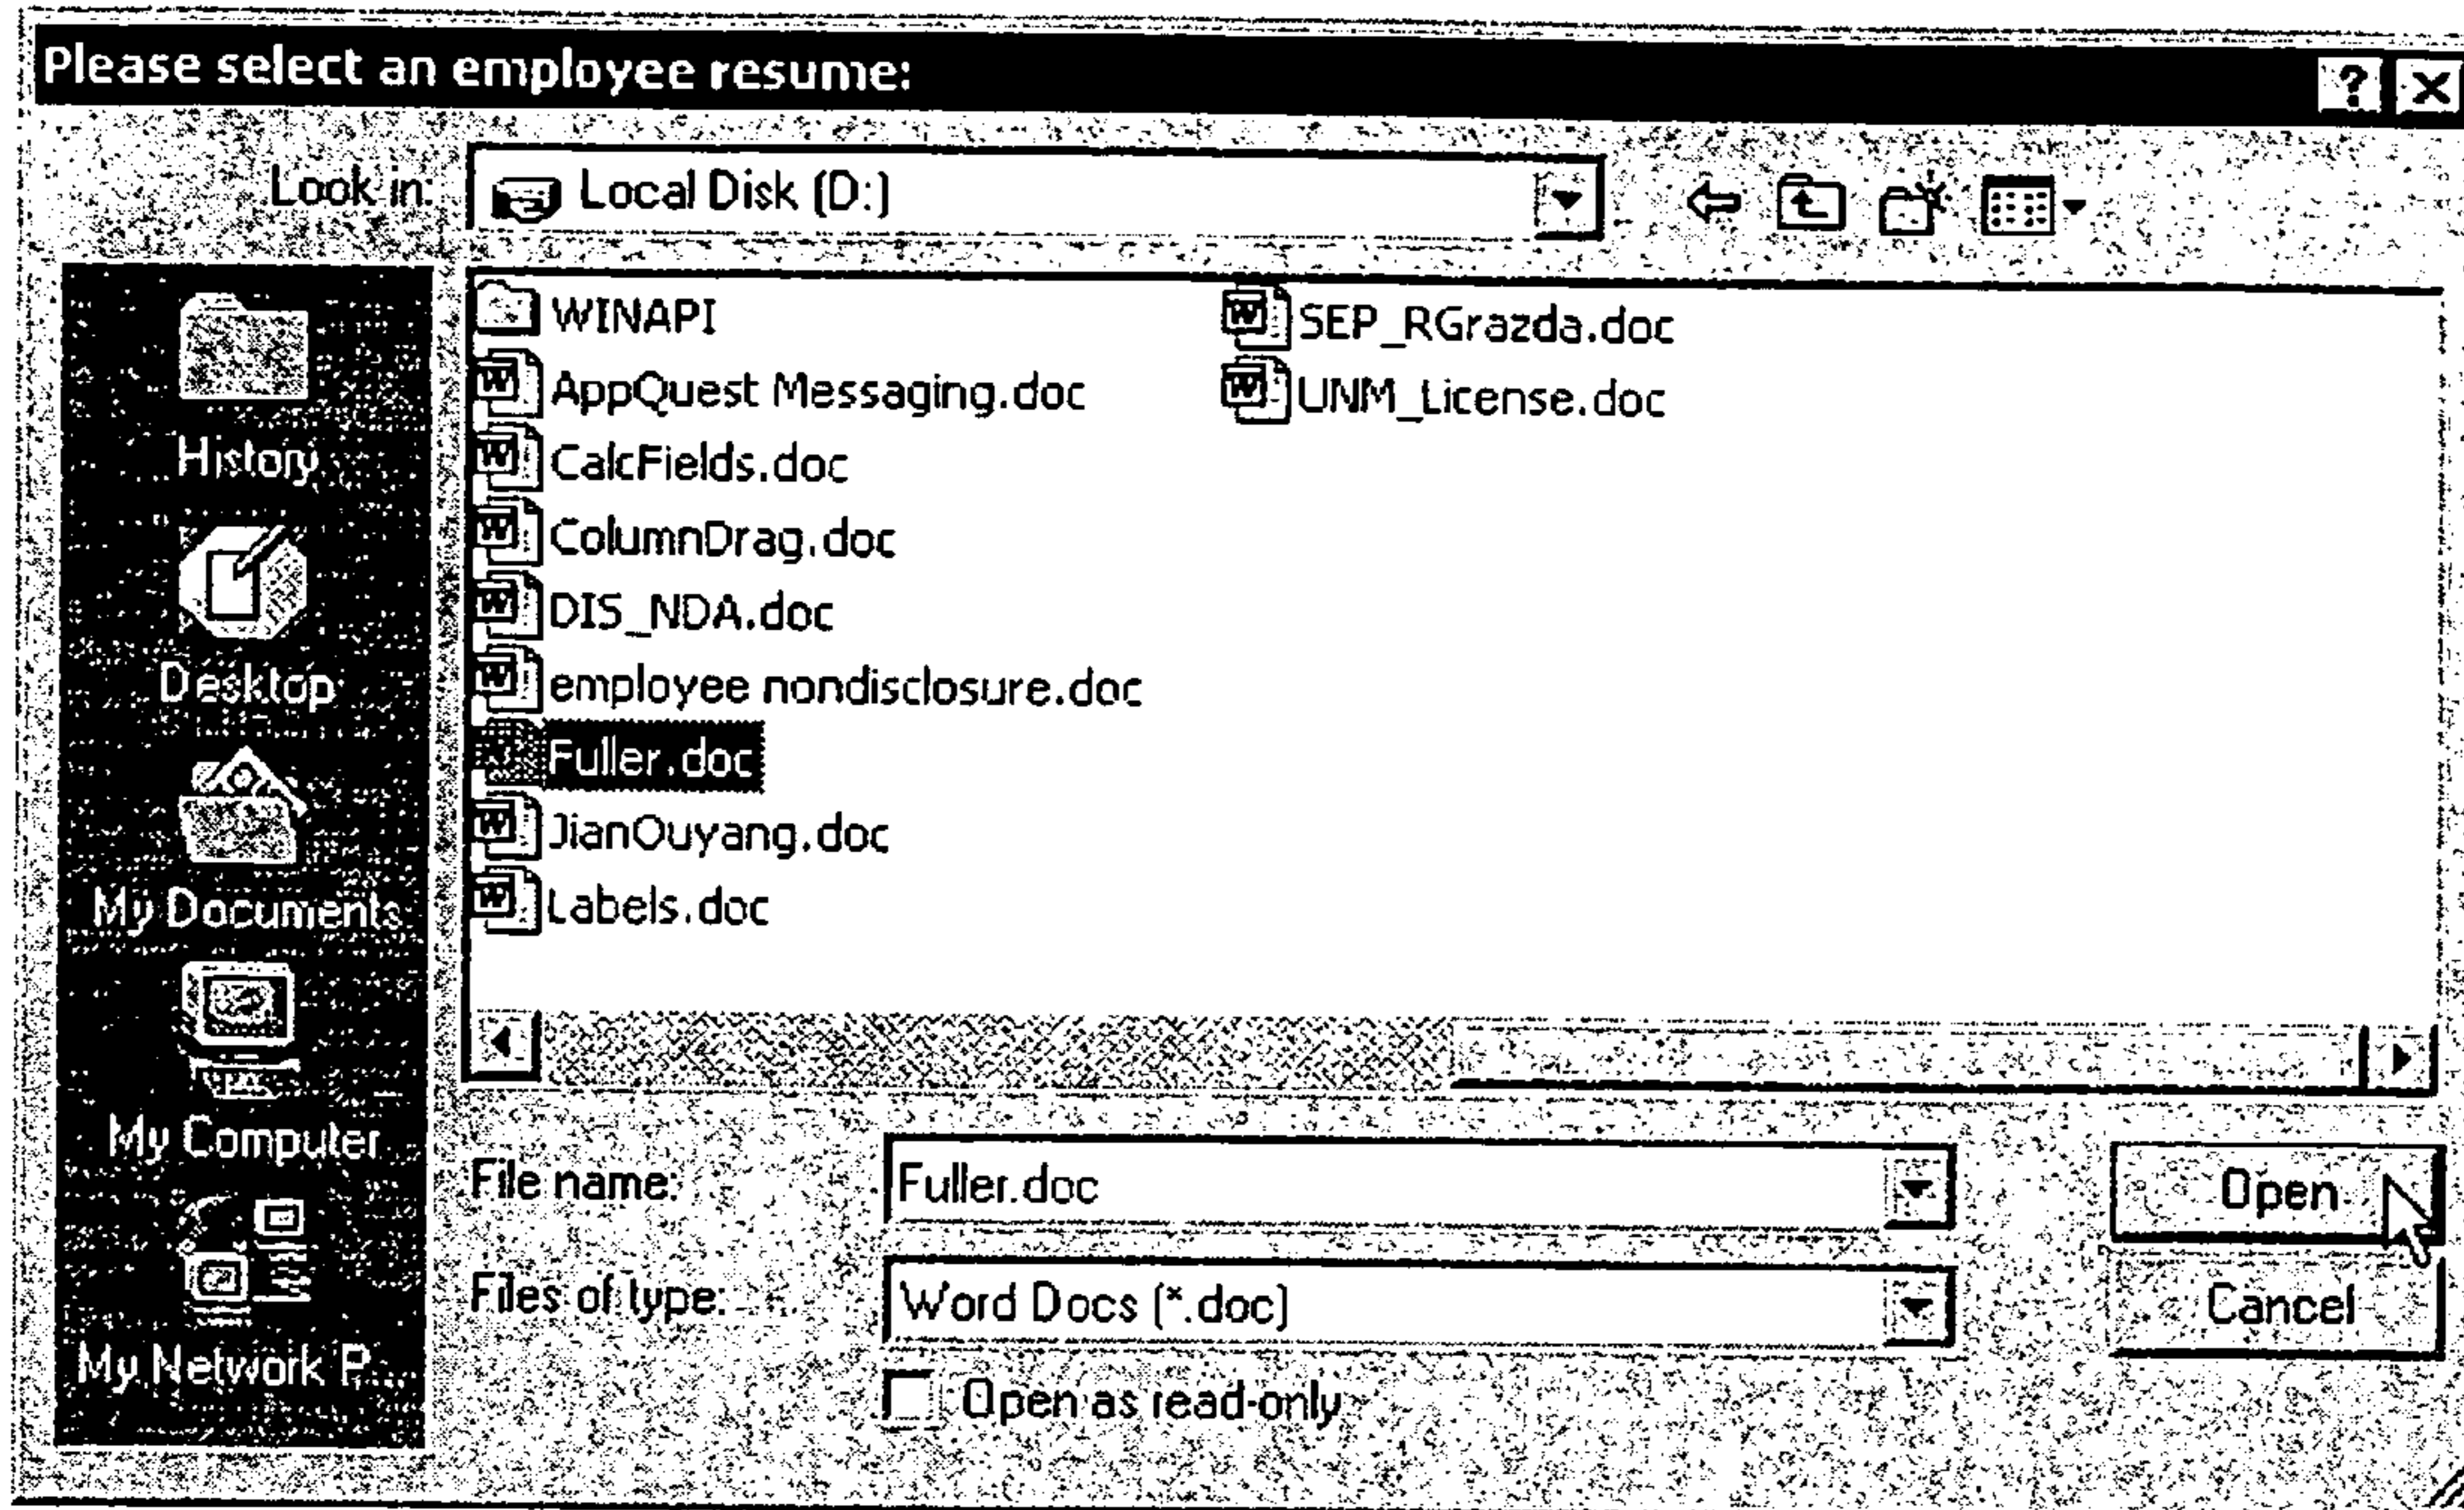 Please select an employee resume:
Look in: Local Disk (D:)
History
Desktop
My Documents
My Computer
My Network P...
WINAPI
AppQuest Messaging.doc
CalcFields.doc
ColumnDrag.doc
DIS_NDA.doc
employee nondisclosure.doc
Fuller.doc
JianOuyang.doc
Labels.doc
SEP_RGrazda.doc
UNM_License.doc
File name: Fuller.doc
Open
Files of type: Word Docs (*.doc)
Cancel
Open as read-only